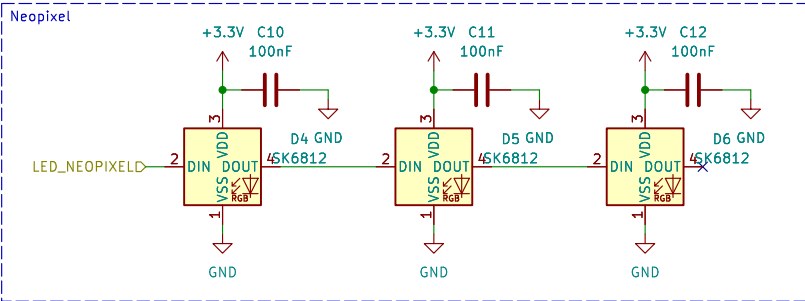 Neopixel
+3.3V C10
100nF
+3.3V C11
100nF
+3.3V C12
100nF
3
VDD
D4 GND
SK6812
LED_NEOPIXEL
2
DIN DOUT
4
VSS
RGB
1
GND
3
VDD
D5 GND
SK6812
2
DIN DOUT
4
VSS
RGB
1
GND
3
VDD
D6 GND
SK6812
2
DIN DOUT
4
VSS
RGB
1
GND